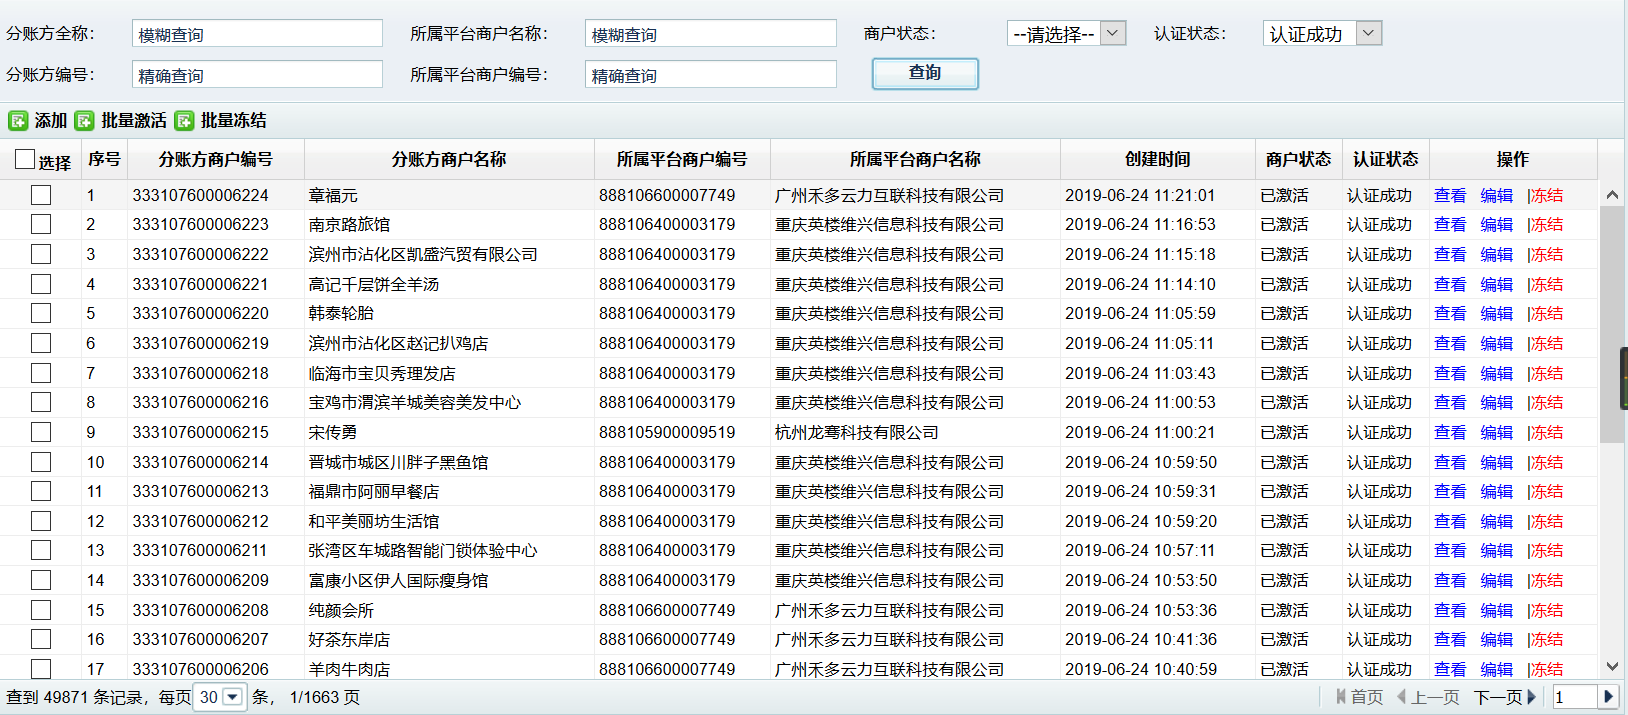 分账方全称： 模糊查询 所属平台商户名称： 模糊查询 商户状态： --请选择-- 认证状态： 认证成功
分账方编号： 精确查询 所属平台商户编号： 精确查询 查询
添加 批量激活 批量冻结
选择 序号 分账方商户编号 分账方商户名称 所属平台商户编号 所属平台商户名称 创建时间 商户状态 认证状态 操作
1 333107600006224 章福元 888106600007749 广州禾多云力互联科技有限公司 2019-06-24 11:21:01 已激活 认证成功 查看 编辑 |冻结
2 333107600006223 南京路旅馆 888106400003179 重庆英楼维兴信息科技有限公司 2019-06-24 11:16:53 已激活 认证成功 查看 编辑 |冻结
3 333107600006222 滨州市沾化区凯盛汽贸有限公司 888106400003179 重庆英楼维兴信息科技有限公司 2019-06-24 11:15:18 已激活 认证成功 查看 编辑 |冻结
4 333107600006221 高记千层饼全羊汤 888106400003179 重庆英楼维兴信息科技有限公司 2019-06-24 11:14:10 已激活 认证成功 查看 编辑 |冻结
5 333107600006220 韩泰轮胎 888106400003179 重庆英楼维兴信息科技有限公司 2019-06-24 11:05:59 已激活 认证成功 查看 编辑 |冻结
6 333107600006219 滨州市沾化区赵记扒鸡店 888106400003179 重庆英楼维兴信息科技有限公司 2019-06-24 11:05:11 已激活 认证成功 查看 编辑 |冻结
7 333107600006218 临海市宝贝秀理发店 888106400003179 重庆英楼维兴信息科技有限公司 2019-06-24 11:03:43 已激活 认证成功 查看 编辑 |冻结
8 333107600006216 宝鸡市渭滨羊城美容美发中心 888106400003179 重庆英楼维兴信息科技有限公司 2019-06-24 11:00:53 已激活 认证成功 查看 编辑 |冻结
9 333107600006215 宋传勇 888105900009519 杭州龙骞科技有限公司 2019-06-24 11:00:21 已激活 认证成功 查看 编辑 |冻结
10 333107600006214 晋城市城区川胖子黑鱼馆 888106400003179 重庆英楼维兴信息科技有限公司 2019-06-24 10:59:50 已激活 认证成功 查看 编辑 |冻结
11 333107600006213 福鼎市阿丽早餐店 888106400003179 重庆英楼维兴信息科技有限公司 2019-06-24 10:59:31 已激活 认证成功 查看 编辑 |冻结
12 333107600006212 和平美丽坊生活馆 888106400003179 重庆英楼维兴信息科技有限公司 2019-06-24 10:59:20 已激活 认证成功 查看 编辑 |冻结
13 333107600006211 张湾区车城路智能门锁体验中心 888106400003179 重庆英楼维兴信息科技有限公司 2019-06-24 10:57:11 已激活 认证成功 查看 编辑 |冻结
14 333107600006209 富康小区伊人国际瘦身馆 888106400003179 重庆英楼维兴信息科技有限公司 2019-06-24 10:53:50 已激活 认证成功 查看 编辑 |冻结
15 333107600006208 纯颜会所 888106600007749 广州禾多云力互联科技有限公司 2019-06-24 10:53:36 已激活 认证成功 查看 编辑 |冻结
16 333107600006207 好茶东岸店 888106600007749 广州禾多云力互联科技有限公司 2019-06-24 10:41:36 已激活 认证成功 查看 编辑 |冻结
17 333107600006206 羊肉牛肉店 888106600007749 广州禾多云力互联科技有限公司 2019-06-24 10:40:59 已激活 认证成功 查看 编辑 |冻结
查到 49871 条记录，每页 30 条， 1/1663 页 首页 上一页 下一页 1